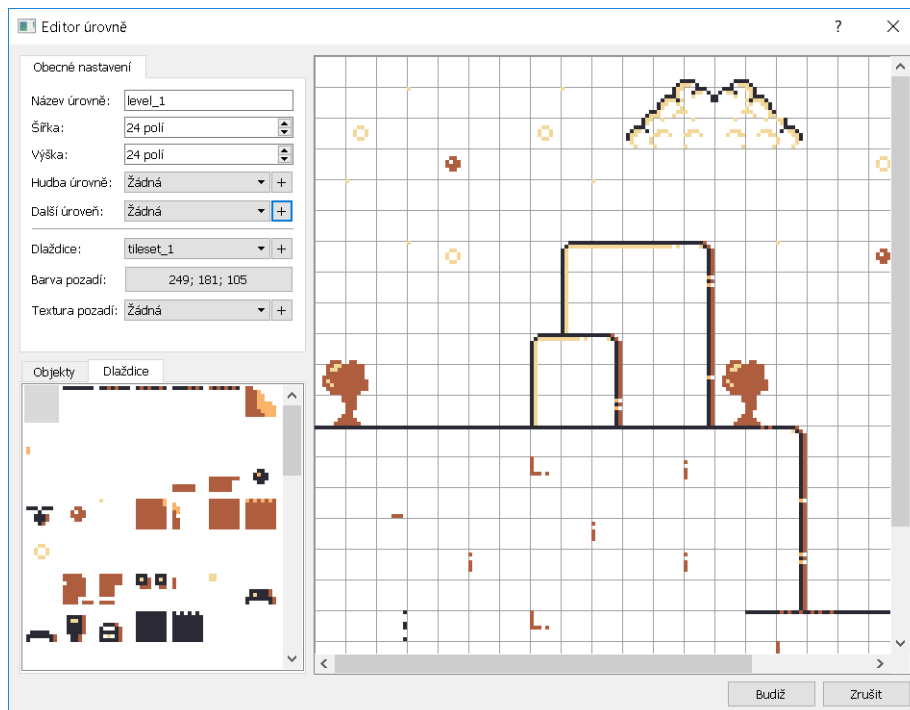 Editor úrovně
?
Obecné nastavení
Název úrovně: level_1
Šířka: 24 polí
Výška: 24 polí
Hudba úrovně: Žádná +
Další úroveň: Žádná +
Dlaždice: tileset_1 +
Barva pozadí: 249; 181; 105
Textura pozadí: Žádná +
Objekty Dlaždice
Budiž Zrušit